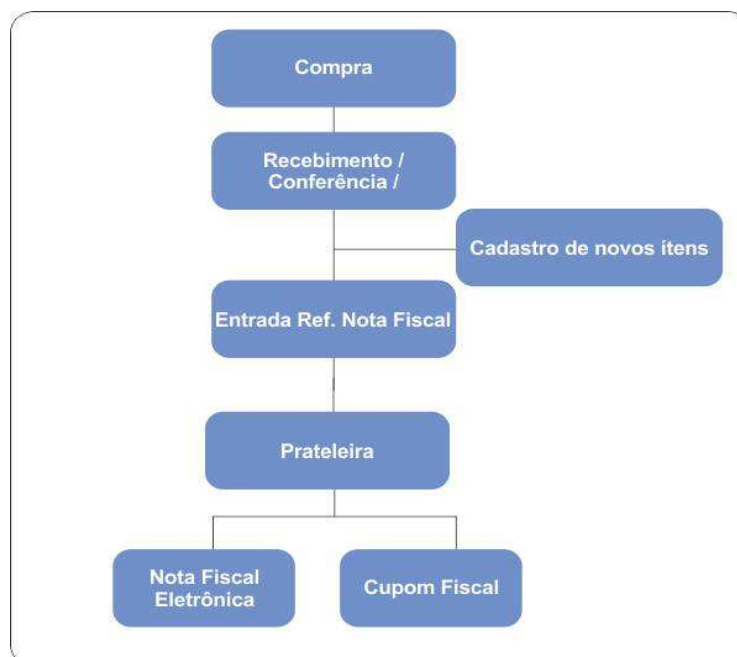 Compra
Recebimento /
Conferência /
Cadastro de novos ítens
Entrada Ref. Nota Fiscal
Prateleira
Nota Fiscal
Eletrônica
Cupom Fiscal